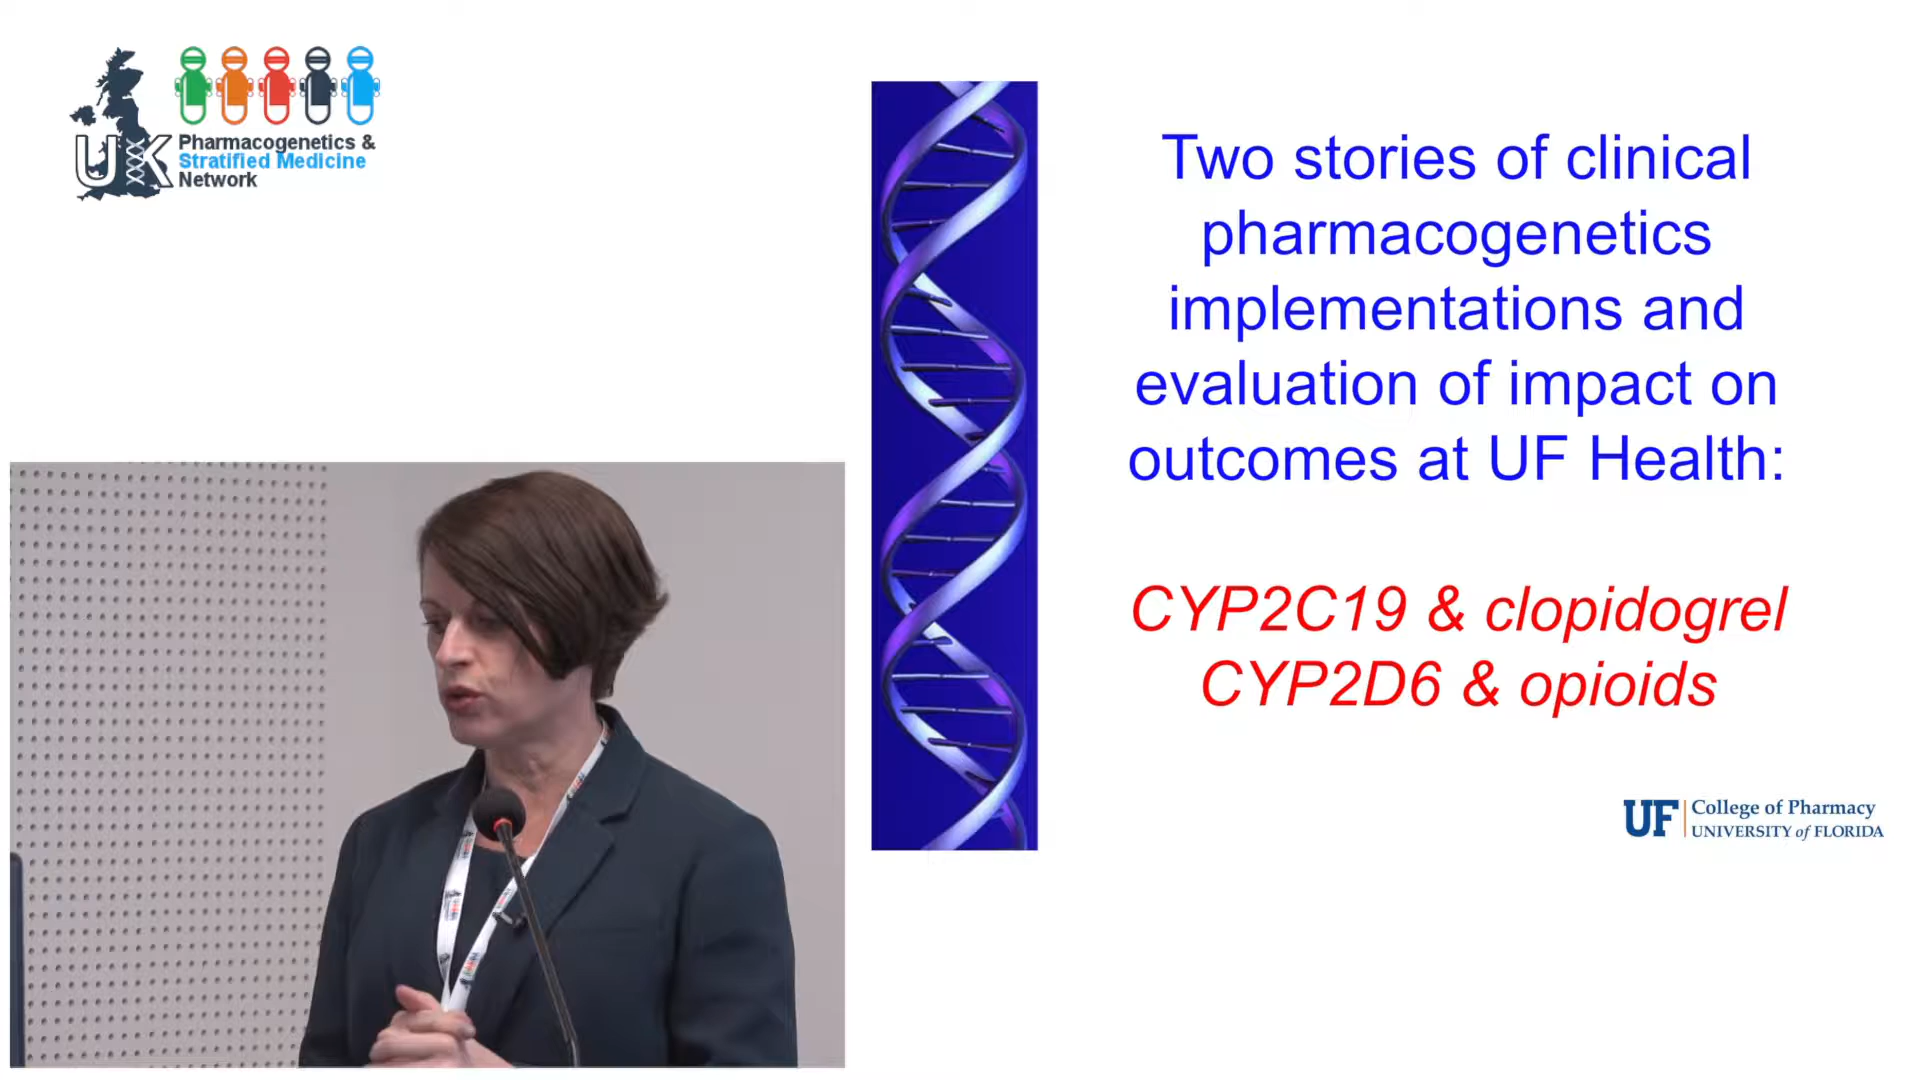 UK
Pharmacogenetics &
Stratified Medicine
Network
Two stories of clinical
pharmacogenetics
implementations and
evaluation of impact on
outcomes at UF Health:
CYP2C19 & clopidogrel
CYP2D6 & opioids
UF College of Pharmacy
UNIVERSITY of FLORIDA